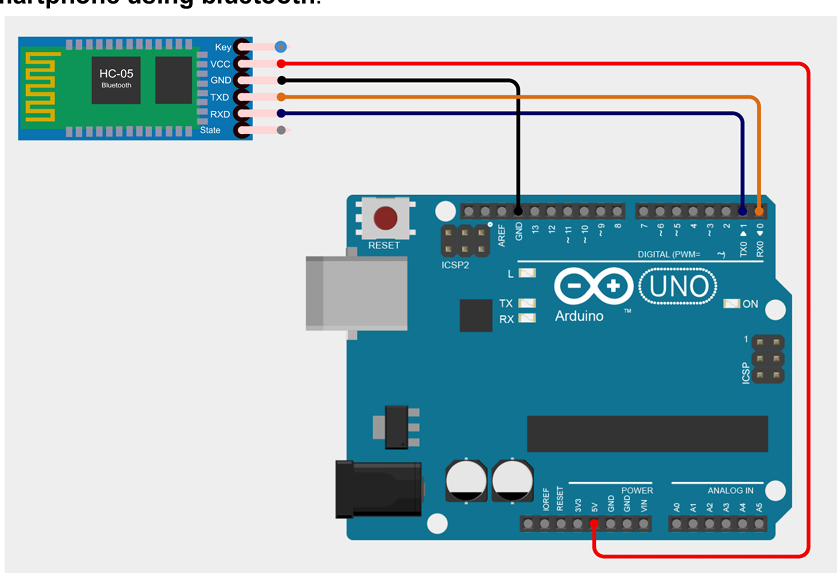 martphone using bluetooth.
Key
VCC
HC-05
Bluetooth
GND
TXD
RXD
State
RESET
ICSP2
AREF
GND
13
12
~11
~10
~9
8
7
~6
~5
4
~3
2
TX0 ▶ 1
RX0 ◀ 0
DIGITAL (PWM= ~)
L
TX
RX
Arduino
™
UNO
ON
1
ICSP
POWER
ANALOG IN
IOREF
RESET
3V3
5V
GND
GND
VIN
A0
A1
A2
A3
A4
A5